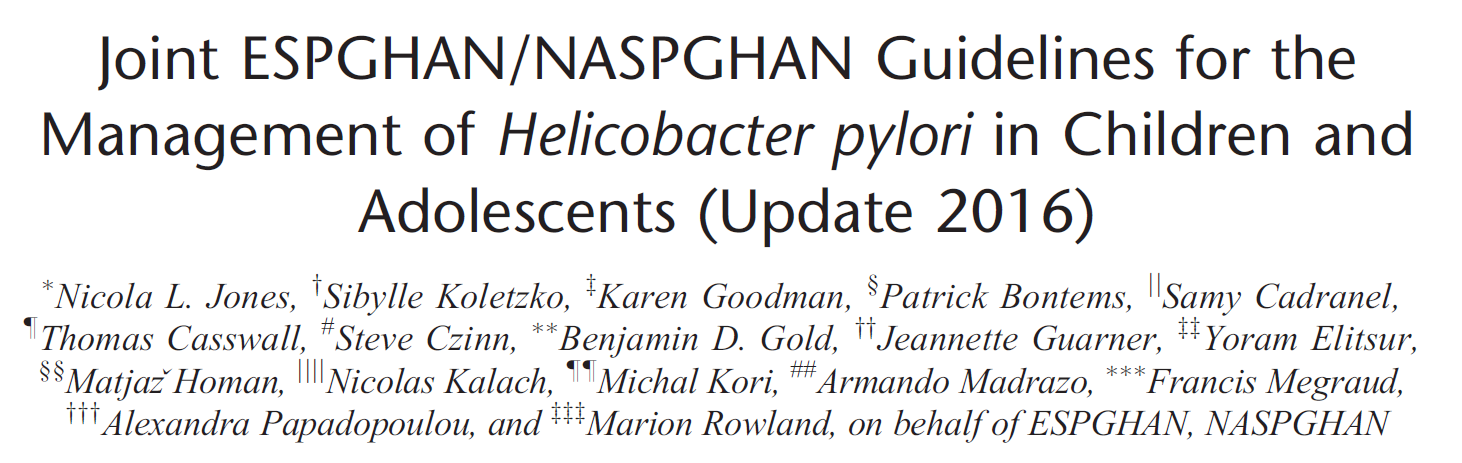 Joint ESPGHAN/NASPGHAN Guidelines for the
Management of Helicobacter pylori in Children and
Adolescents (Update 2016)
*Nicola L. Jones, †Sibylle Koletzko, ‡Karen Goodman, §Patrick Bontems, ||Samy Cadranel,
¶Thomas Casswall, #Steve Czinn, **Benjamin D. Gold, ††Jeannette Guarner, ‡‡Yoram Elitsur,
§§Matjaž Homan, ||||Nicolas Kalach, ¶¶Michal Kori, ##Armando Madrazo, ***Francis Megraud,
†††Alexandra Papadopoulou, and ‡‡‡Marion Rowland, on behalf of ESPGHAN, NASPGHAN